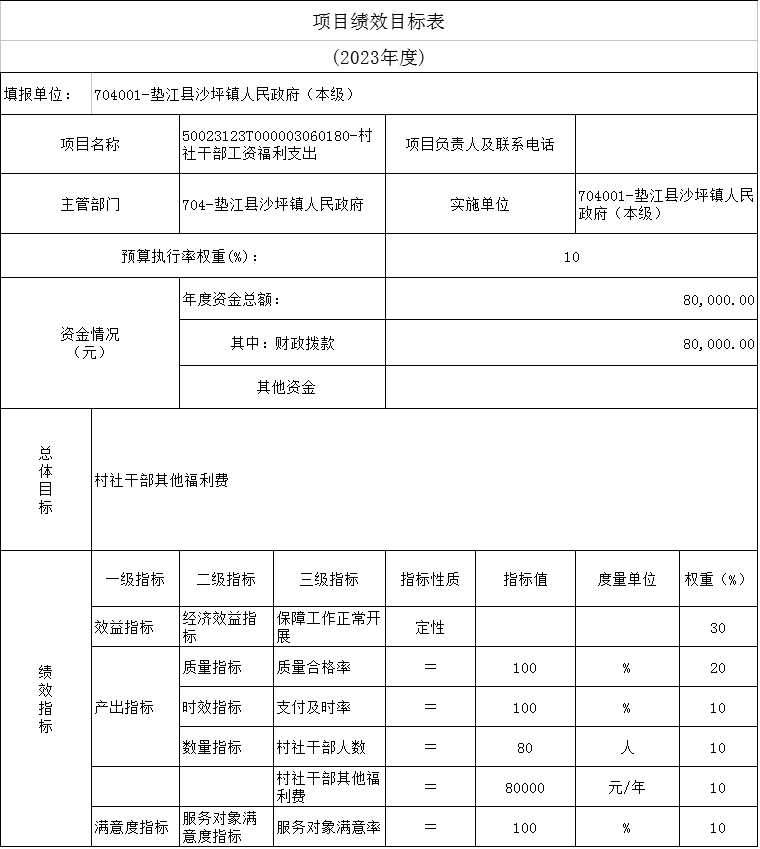 项目绩效目标表
(2023年度)
填报单位：
704001-垫江县沙坪镇人民政府（本级）
项目名称
50023123T000003060180-村
社干部工资福利支出
项目负责人及联系电话
主管部门
704-垫江县沙坪镇人民政府
实施单位
704001-垫江县沙坪镇人民
政府（本级）
预算执行率权重(%)：
10
资金情况
（元）
年度资金总额：
80,000.00
其中：财政拨款
80,000.00
其他资金
总
体
目
标
村社干部其他福利费
绩
效
指
标
一级指标
二级指标
三级指标
指标性质
指标值
度量单位
权重（%）
效益指标
经济效益指
标
保障工作正常开
展
定性
30
产出指标
质量指标
质量合格率
＝
100
%
20
时效指标
支付及时率
＝
100
%
10
数量指标
村社干部人数
＝
80
人
10
村社干部其他福
利费
＝
80000
元/年
10
满意度指标
服务对象满
意度指标
服务对象满意率
＝
100
%
10